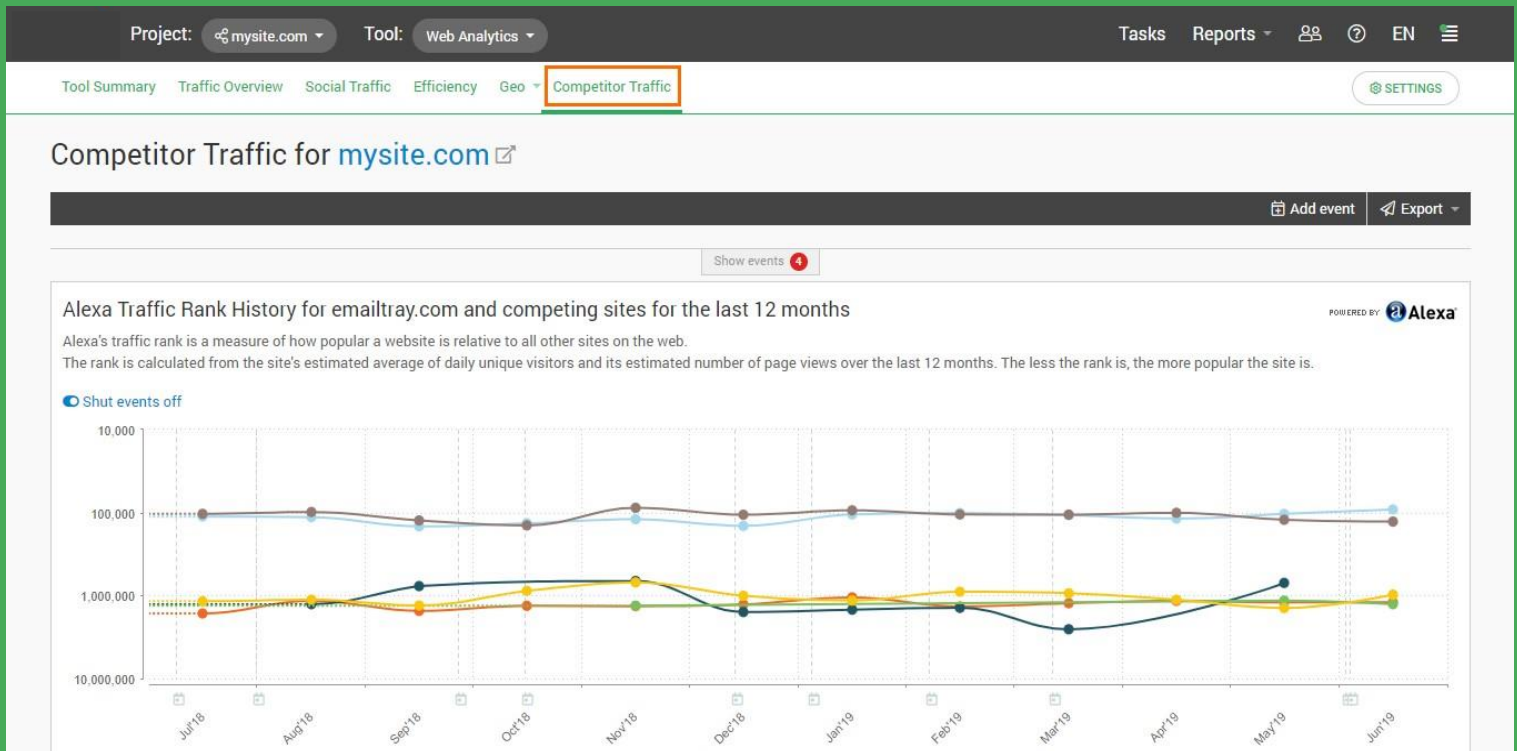 Project: mysite.com Tool: Web Analytics Tasks Reports EN
Tool Summary Traffic Overview Social Traffic Efficiency Geo Competitor Traffic SETTINGS
Competitor Traffic for mysite.com
Add event Export
Show events 4
Alexa Traffic Rank History for emailtray.com and competing sites for the last 12 months
POWERED BY a Alexa
Alexa's traffic rank is a measure of how popular a website is relative to all other sites on the web.
The rank is calculated from the site's estimated average of daily unique visitors and its estimated number of page views over the last 12 months. The less the rank is, the more popular the site is.
Shut events off
10,000
100,000
1,000,000
10,000,000
Jul'18 Aug'18 Sep'18 Oct'18 Nov'18 Dec'18 Jan'19 Feb'19 Mar'19 Apr'19 May'19 Jun'19